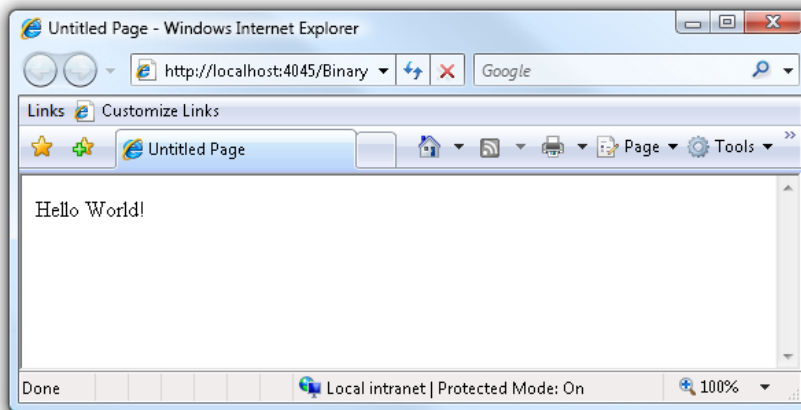 Untitled Page - Windows Internet Explorer
http://localhost:4045/Binary Google
Links Customize Links
Untitled Page Page Tools »
Hello World!
Done Local intranet | Protected Mode: On 100%